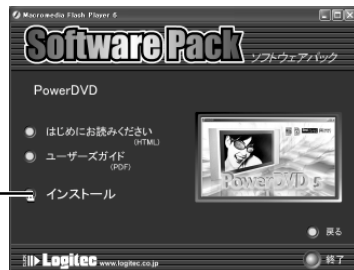 Macromedia Flash Player 6
Software Pack
ソフトウェアパック
PowerDVD
はじめにお読みください
(HTML)
ユーザーズガイド
(PDF)
インストール
PowerDVD 5
戻る
Logitec www.logitec.co.jp
終了